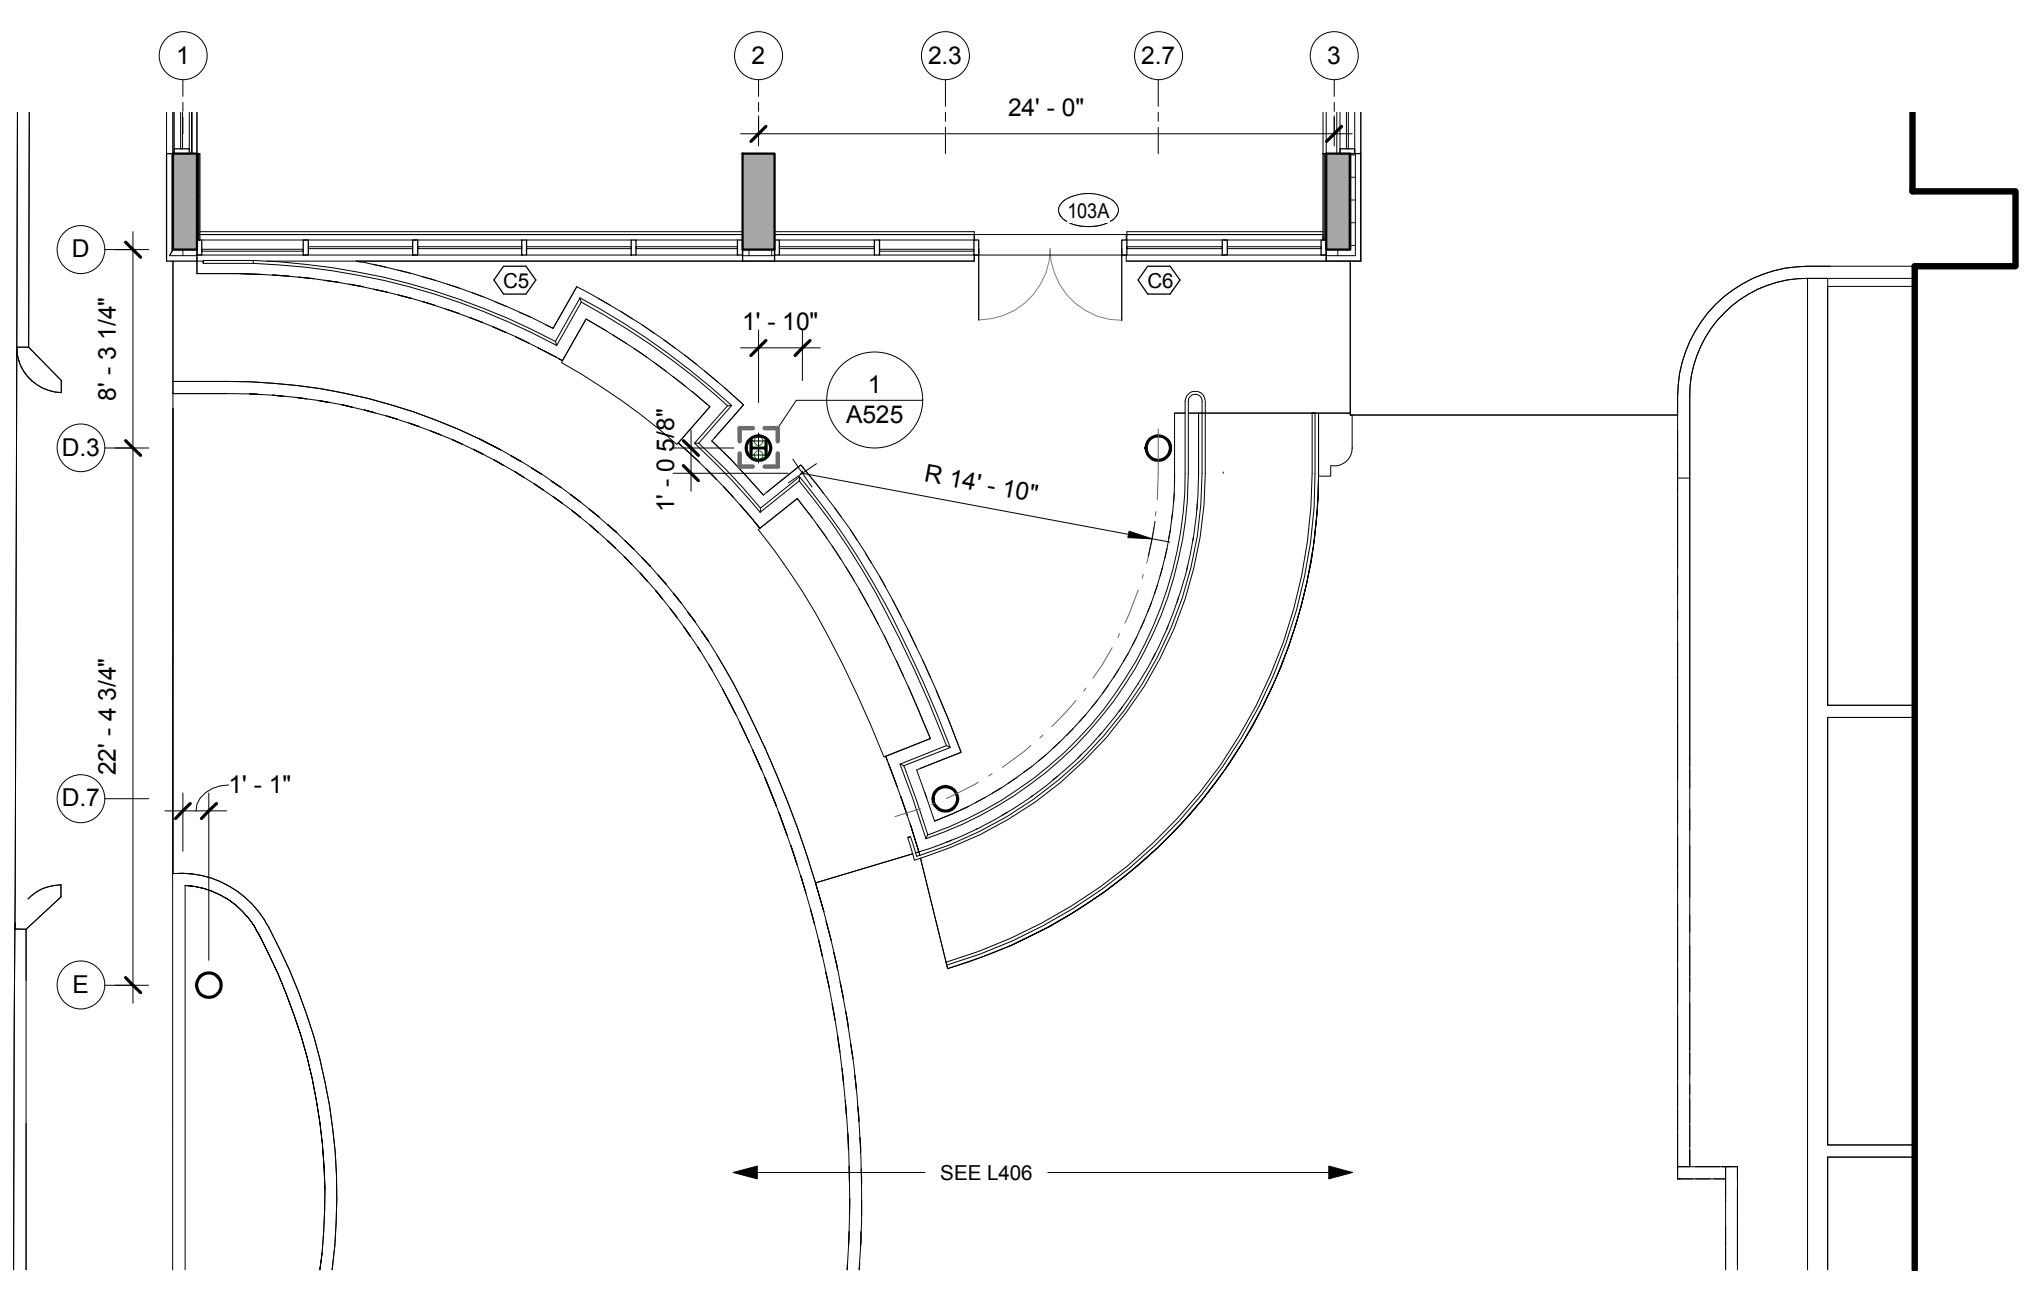 1
2
2.3
2.7
3
24' - 0"
103A
D
C5
C6
8' - 3 1/4"
1' - 10"
1
A525
D.3
1' - 0 5/8"
R 14' - 10"
22' - 4 3/4"
D.7
1' - 1"
E
SEE L406